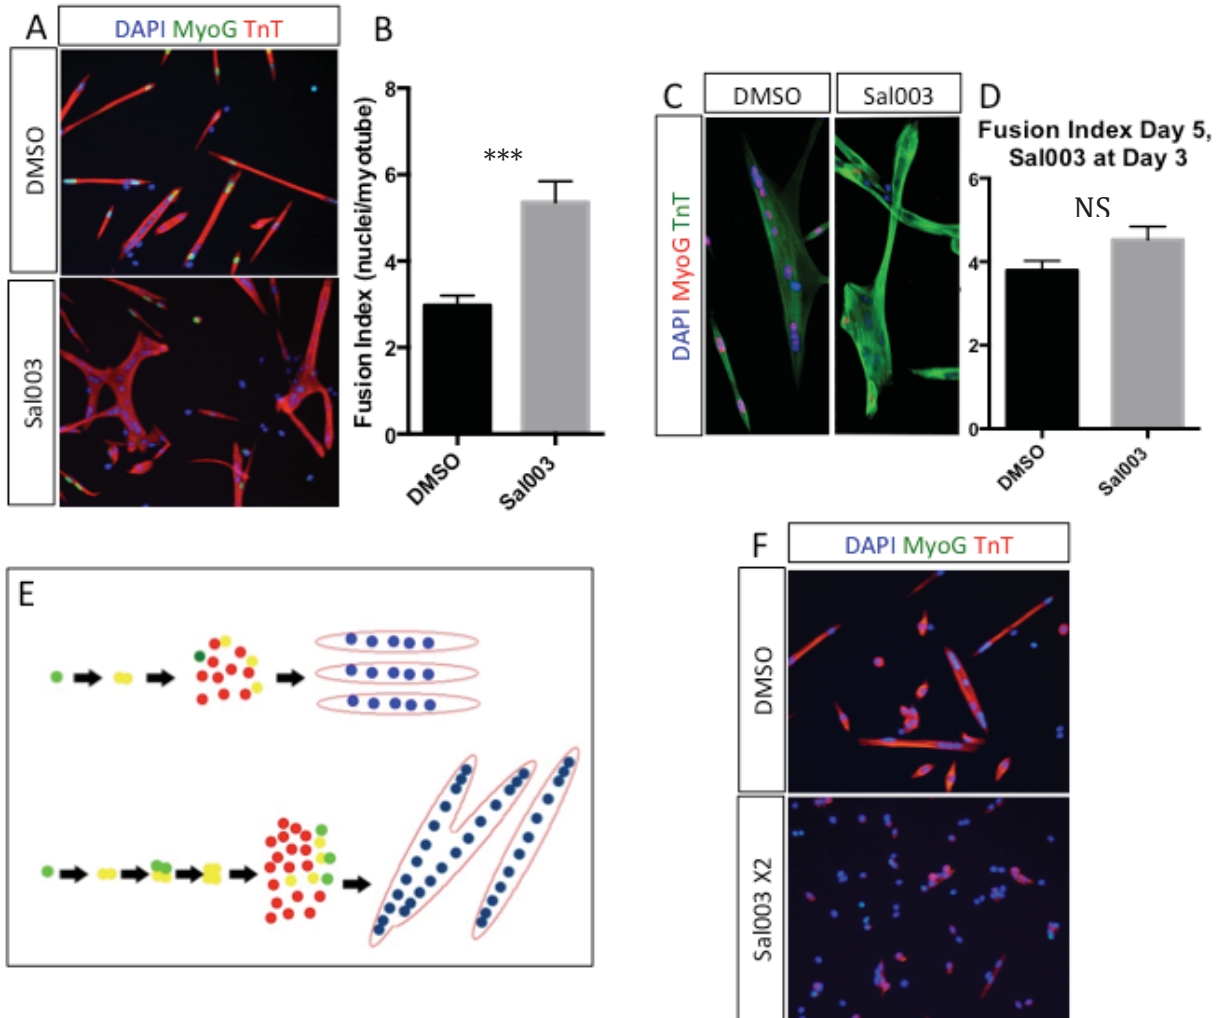 A
DAPI MyoG TnT
DMSO
Sal003
B
Fusion Index (nuclei/myotube)
8
6
4
2
0
***
DMSO
Sal003
C
DMSO
Sal003
DAPI MyoG TnT
D
Fusion Index Day 5,
Sal003 at Day 3
6
4
2
0
NS
DMSO
Sal003
E
F
DAPI MyoG TnT
DMSO
Sal003 X2